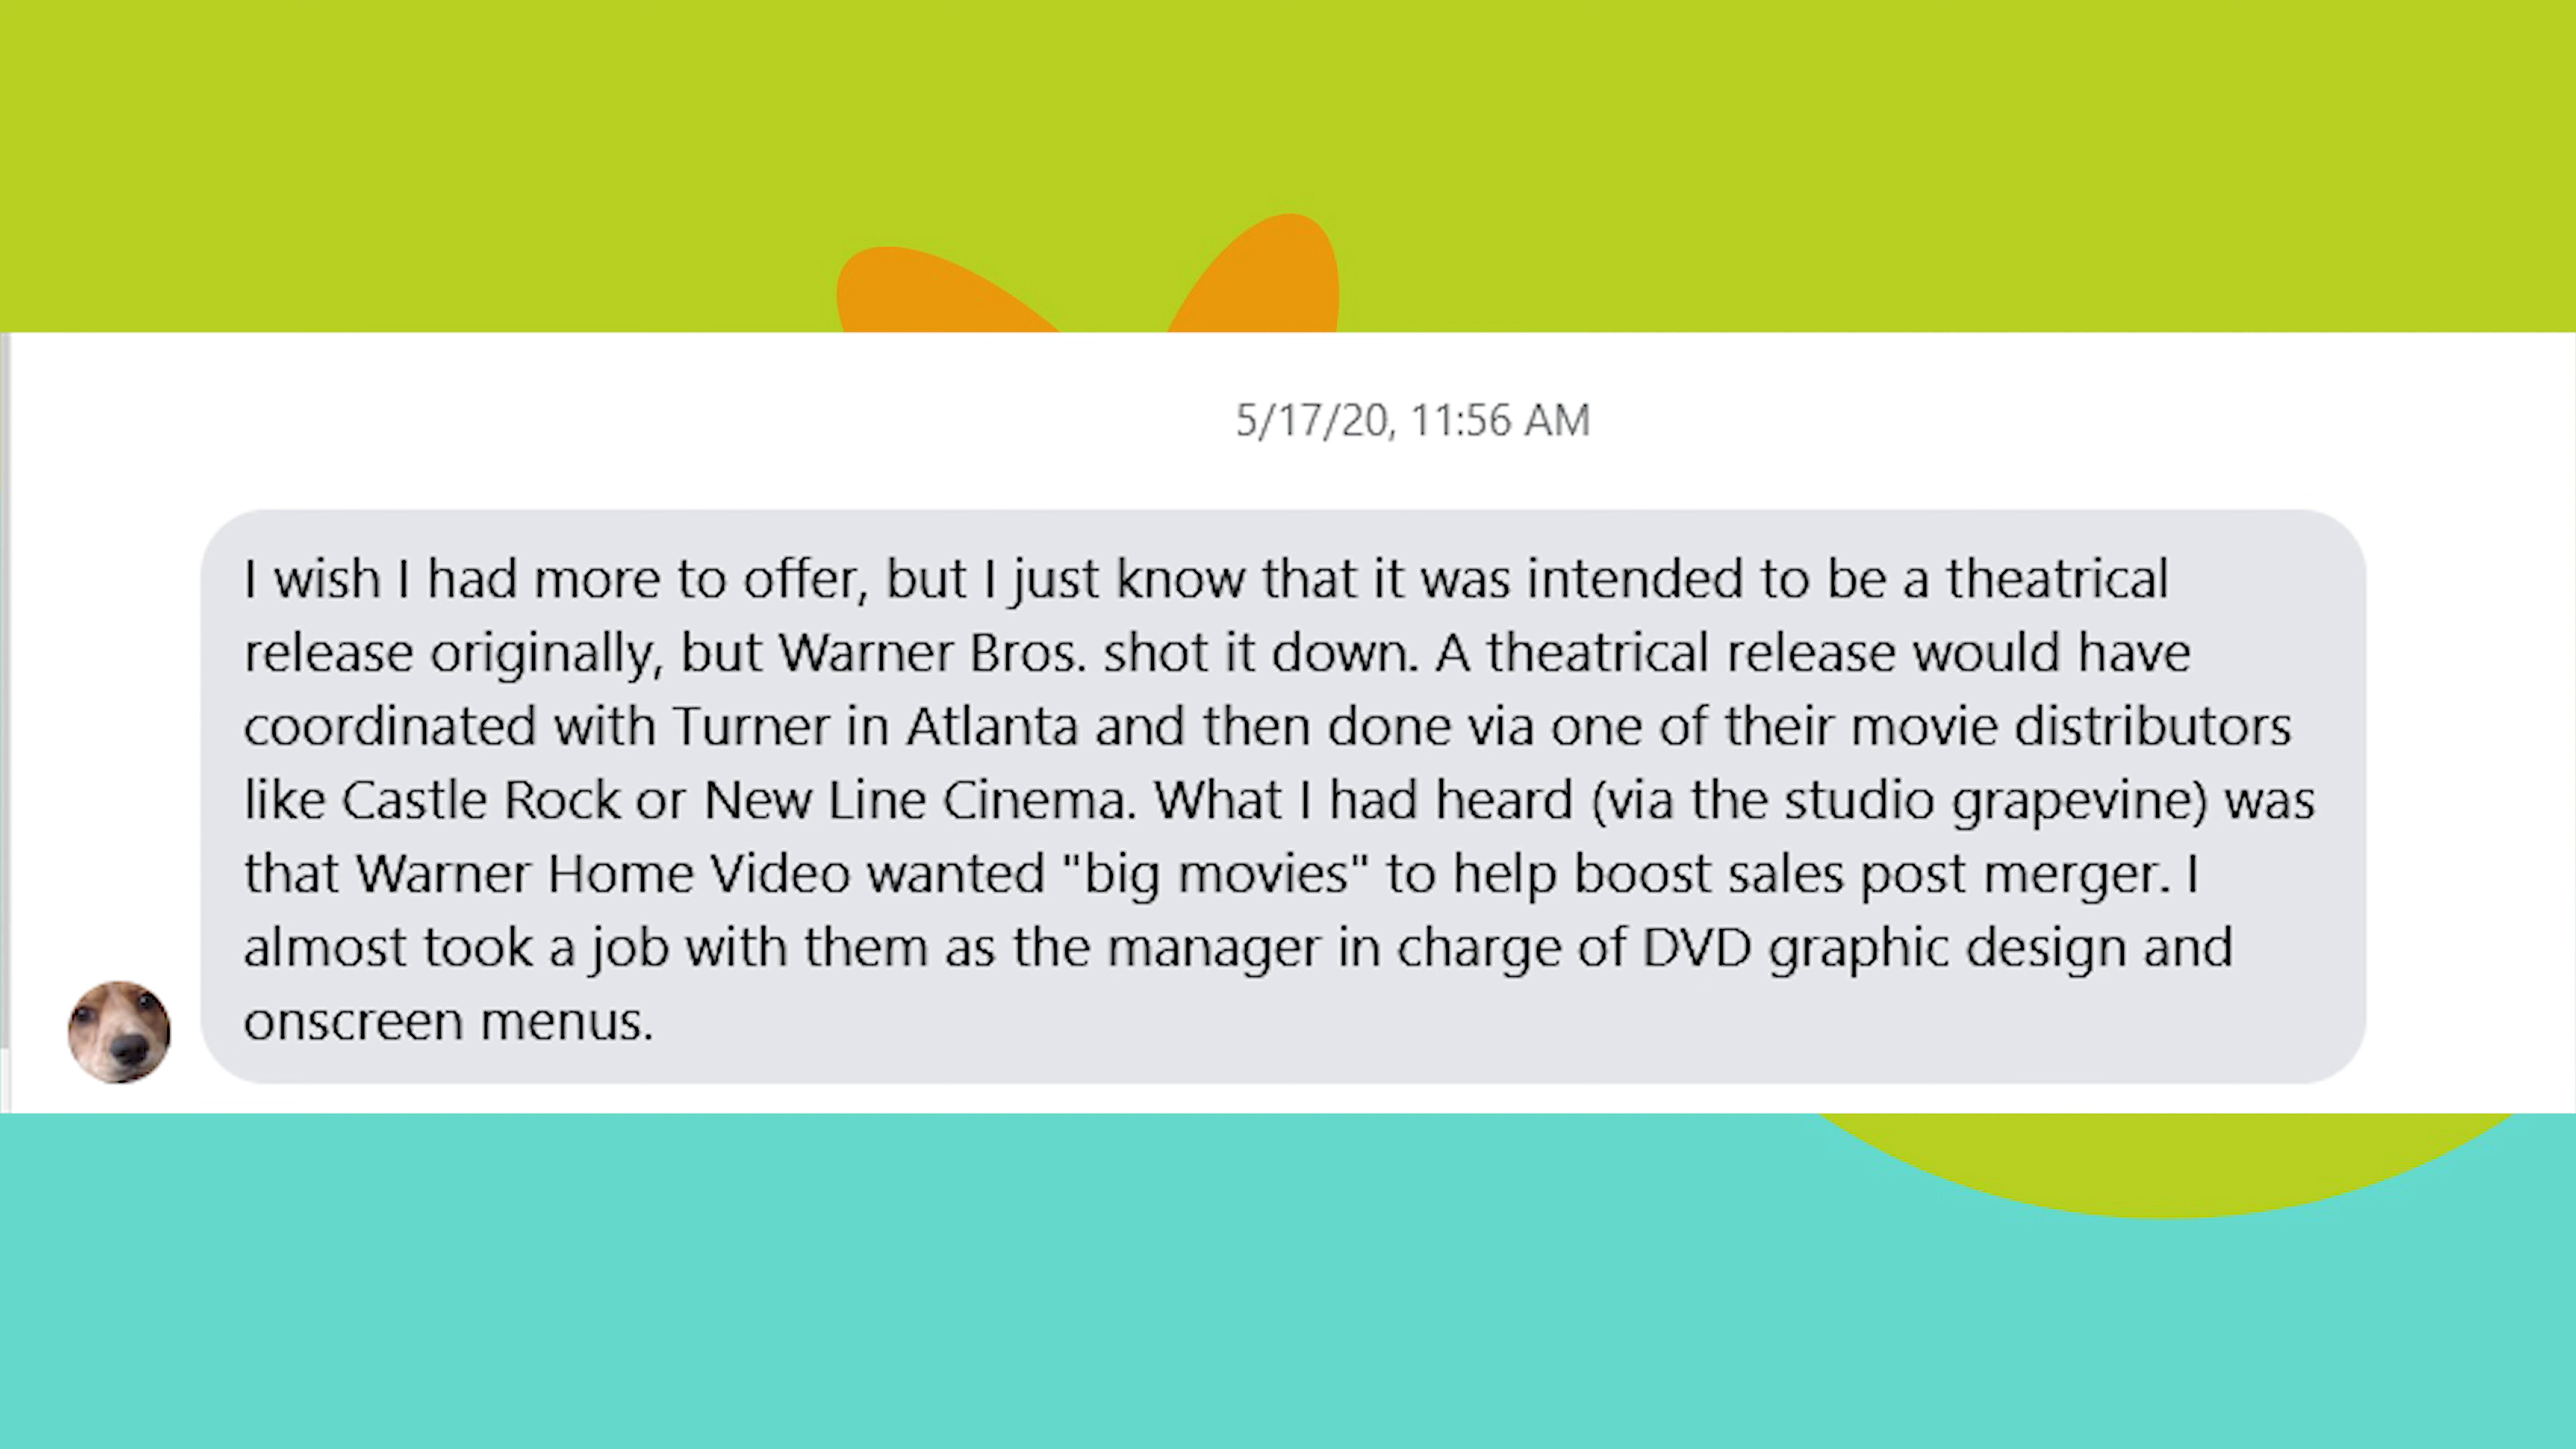 5/17/20, 11:56 AM
I wish I had more to offer, but I just know that it was intended to be a theatrical
release originally, but Warner Bros. shot it down. A theatrical release would have
coordinated with Turner in Atlanta and then done via one of their movie distributors
like Castle Rock or New Line Cinema. What I had heard (via the studio grapevine) was
that Warner Home Video wanted "big movies" to help boost sales post merger. I
almost took a job with them as the manager in charge of DVD graphic design and
onscreen menus.